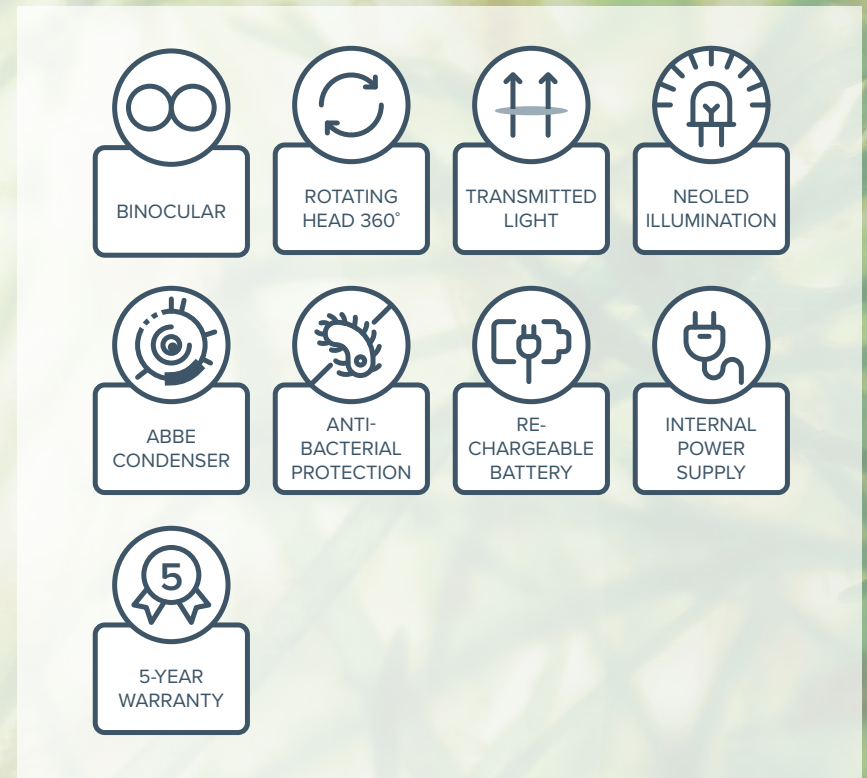 BINOCULAR
ROTATING
HEAD 360°
TRANSMITTED
LIGHT
NEOLED
ILLUMINATION
ABBE
CONDENSER
ANTI-
BACTERIAL
PROTECTION
RE-
CHARGEABLE
BATTERY
INTERNAL
POWER
SUPPLY
5
5-YEAR
WARRANTY